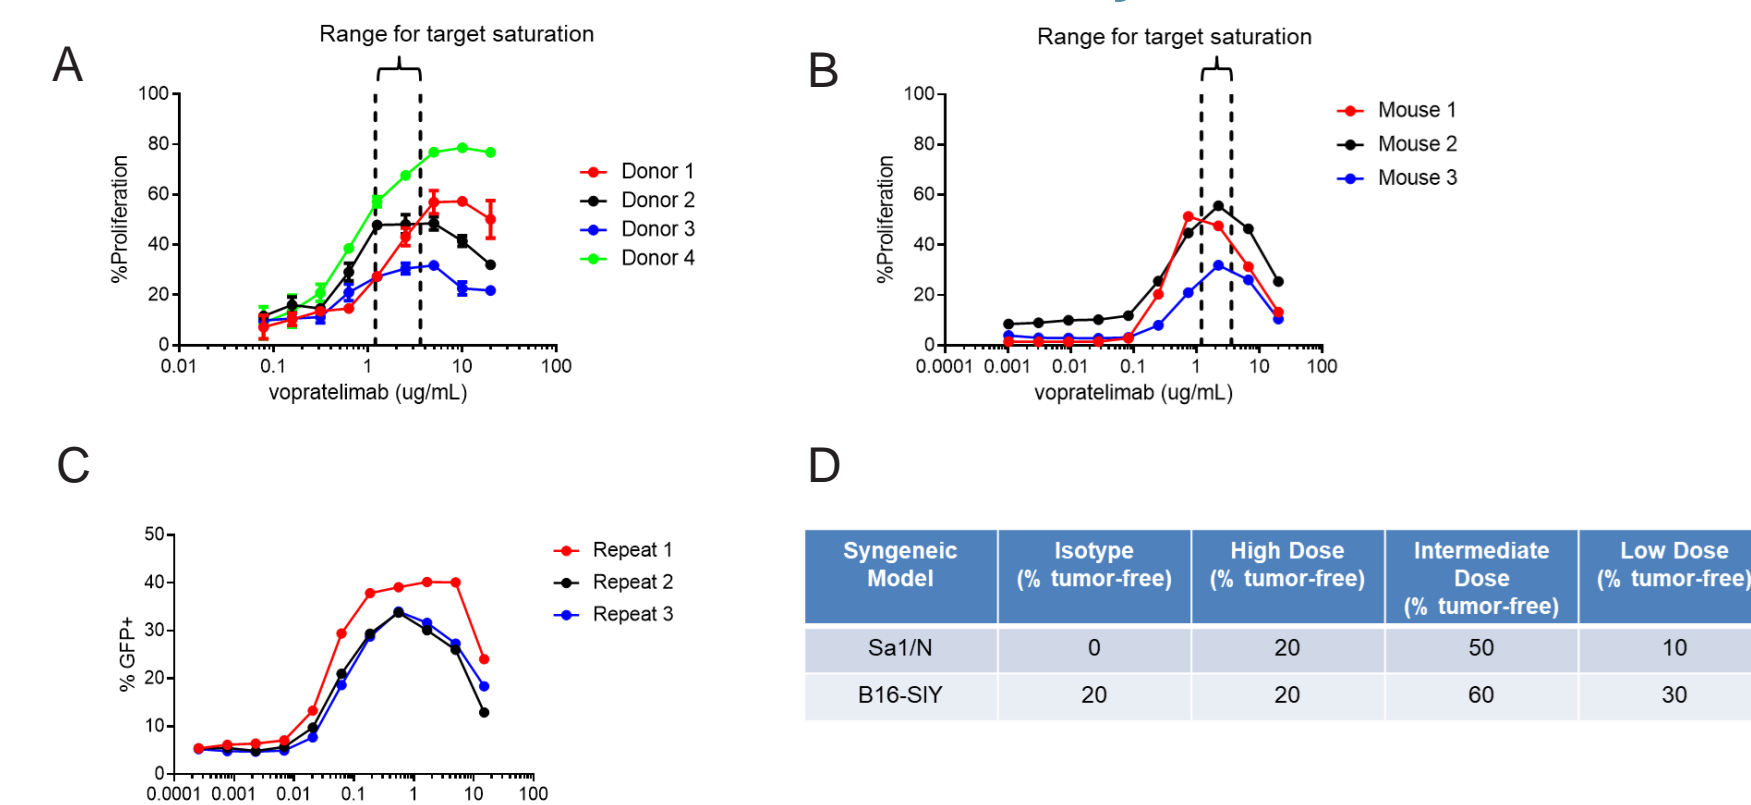 A
Range for target saturation
100
80
60
40
20
0
%Proliferation
0.01
0.1
1
10
100
vopratelimab (ug/mL)
Donor 1
Donor 2
Donor 3
Donor 4
B
Range for target saturation
100
80
60
40
20
0
%Proliferation
0.0001
0.001
0.01
0.1
1
10
100
vopratelimab (ug/mL)
Mouse 1
Mouse 2
Mouse 3
C
50
40
30
20
10
0
% GFP+
0.0001
0.001
0.01
0.1
1
10
100
Repeat 1
Repeat 2
Repeat 3
D
Syngeneic
Model
Isotype
(% tumor-free)
High Dose
(% tumor-free)
Intermediate
Dose
(% tumor-free)
Low Dose
(% tumor-free)
Sa1/N
0
20
50
10
B16-SIY
20
20
60
30